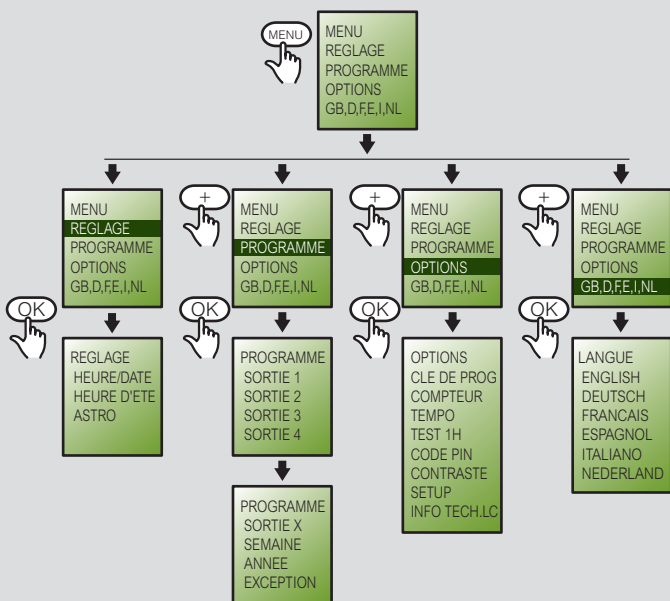 MENU
MENU
REGLAGE
PROGRAMME
OPTIONS
GB,D,F,E,I,NL
MENU
REGLAGE
PROGRAMME
OPTIONS
GB,D,F,E,I,NL
OK
REGLAGE
HEURE/DATE
HEURE D'ETE
ASTRO
+
MENU
REGLAGE
PROGRAMME
OPTIONS
GB,D,F,E,I,NL
OK
PROGRAMME
SORTIE 1
SORTIE 2
SORTIE 3
SORTIE 4
PROGRAMME
SORTIE X
SEMAINE
ANNEE
EXCEPTION
+
MENU
REGLAGE
PROGRAMME
OPTIONS
GB,D,F,E,I,NL
OK
OPTIONS
CLE DE PROG
COMPTEUR
TEMPO
TEST 1H
CODE PIN
CONTRASTE
SETUP
INFO TECH.LC
+
MENU
REGLAGE
PROGRAMME
OPTIONS
GB,D,F,E,I,NL
OK
LANGUE
ENGLISH
DEUTSCH
FRANCAIS
ESPAGNOL
ITALIANO
NEDERLAND